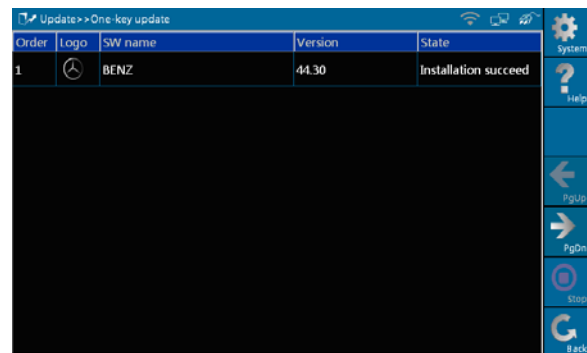 Update>>One-key update
Order Logo SW name Version State
1 BENZ 44.30 Installation succeed
System
Help
PgUp
PgDn
Stop
Back